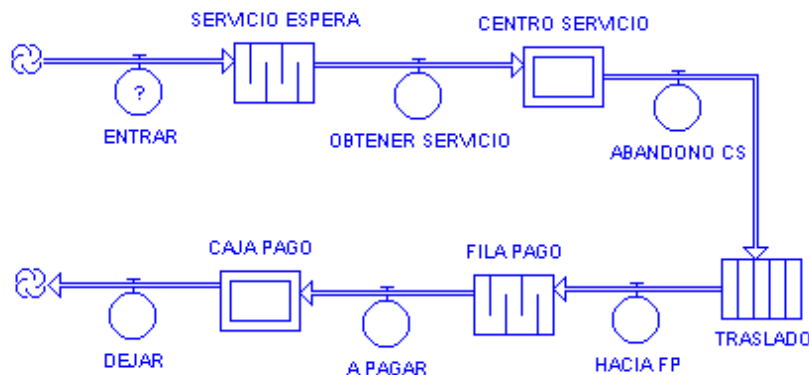 SERVICIO ESPERA
CENTRO SERVICIO
?
ENTRAR
OBTENER SERVICIO
ABANDONO CS
CAJA PAGO
FILA PAGO
TRASLADO
DEJAR
A PAGAR
HACIA FP